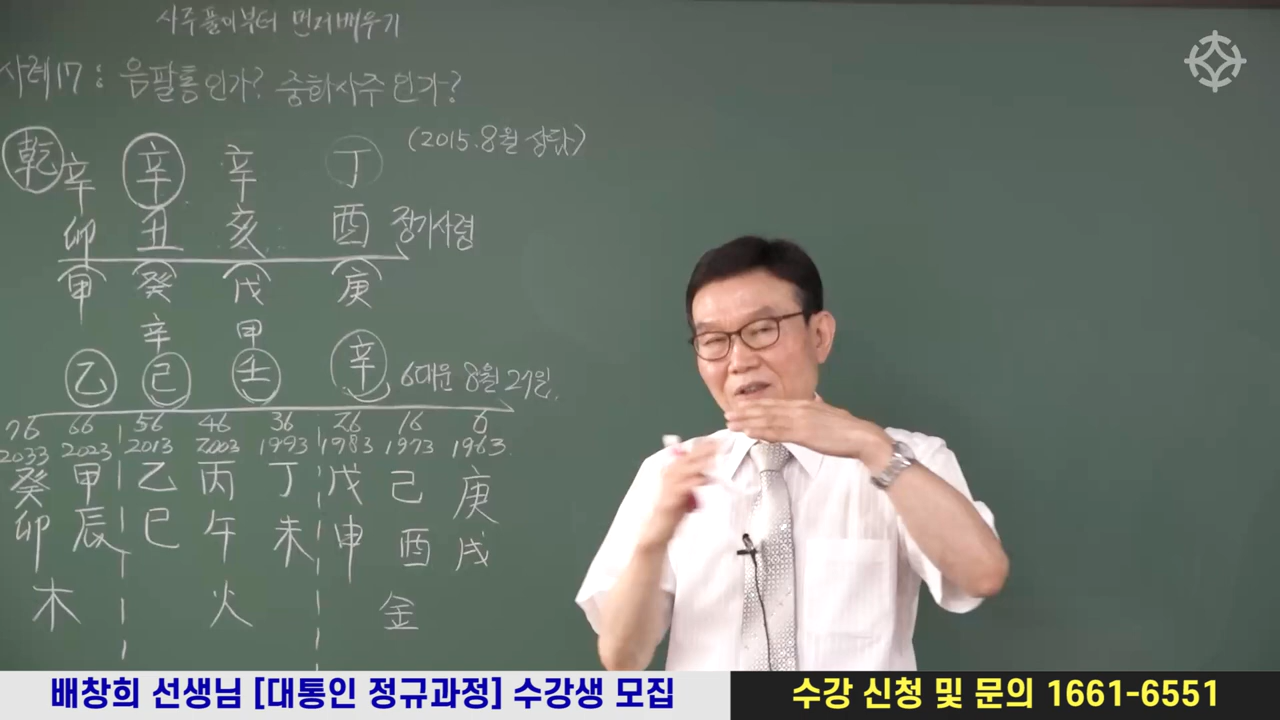 사주풀이부터 먼저배우기
사례17 : 음팔통인가? 중화사주인가?
(2015.8월 상담)
乾 辛 辛 辛 丁
卯 丑 亥 酉 장기사령
甲 癸 戊 庚
辛 甲
乙 己 壬 辛 6대운 8월 21일
76 66 56 46 36 26 16 6
2033 2023 2013 2003 1993 1983 1973 1963
癸 甲 乙 丙 丁 戊 己 庚
卯 辰 巳 午 未 申 酉 戌
木 火 金
배창희 선생님 [대통인 정규과정] 수강생 모집
수강 신청 및 문의 1661-6551